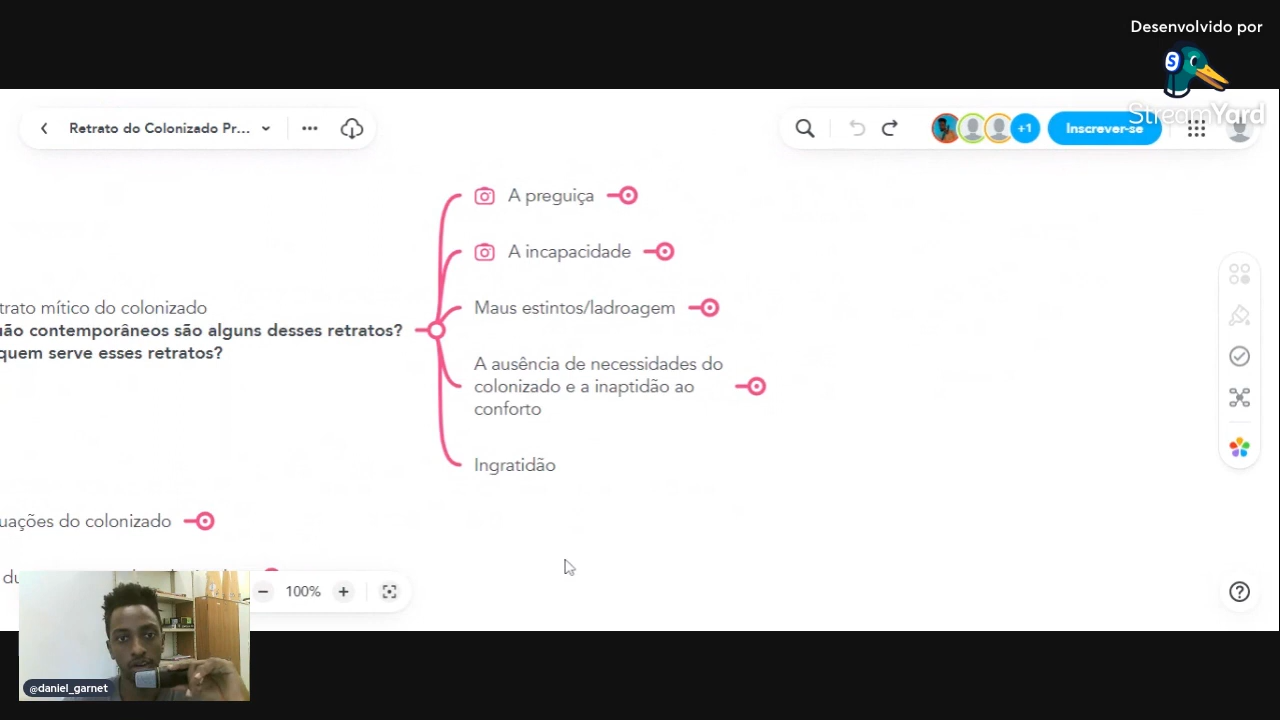 Desenvolvido por
StreamYard
Retrato do Colonizado Pr...
+1
Inscrever-se
A preguiça
A incapacidade
Maus estintos/ladroagem
trato mítico do colonizado
ão contemporâneos são alguns desses retratos?
quem serve esses retratos?
A ausência de necessidades do
colonizado e a inaptidão ao
conforto
Ingratidão
uações do colonizado
du
100%
@daniel_garnet